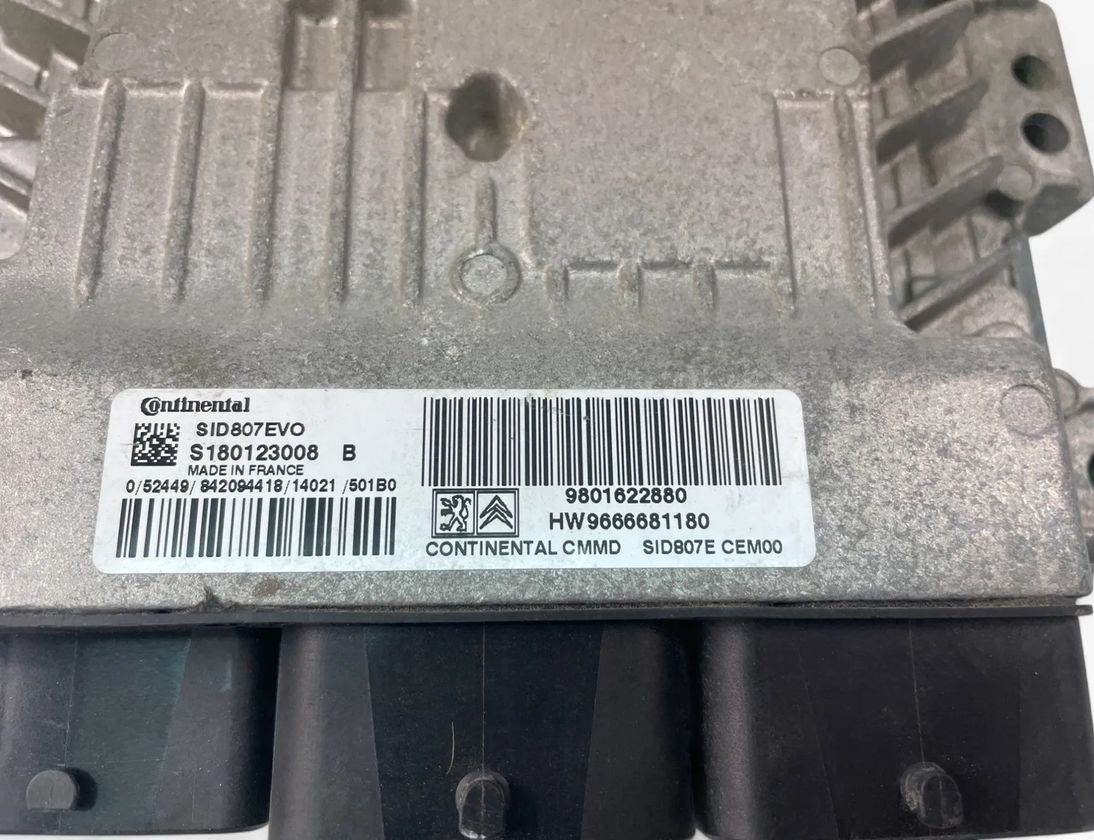 Continental
SID807EVO
S180123008 B
MADE IN FRANCE
0/52449/842094418/14021/501B0
9801622880
HW9666681180
CONTINENTAL CMMD SID807E CEM00